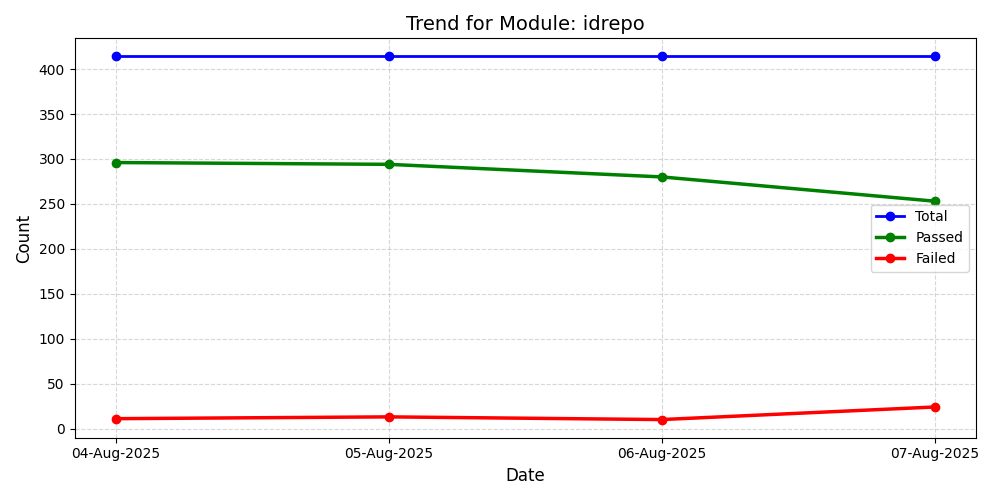 Trend for Module: idrepo
Count
400
350
300
250
200
150
100
50
0
Total
Passed
Failed
04-Aug-2025
05-Aug-2025
06-Aug-2025
07-Aug-2025
Date